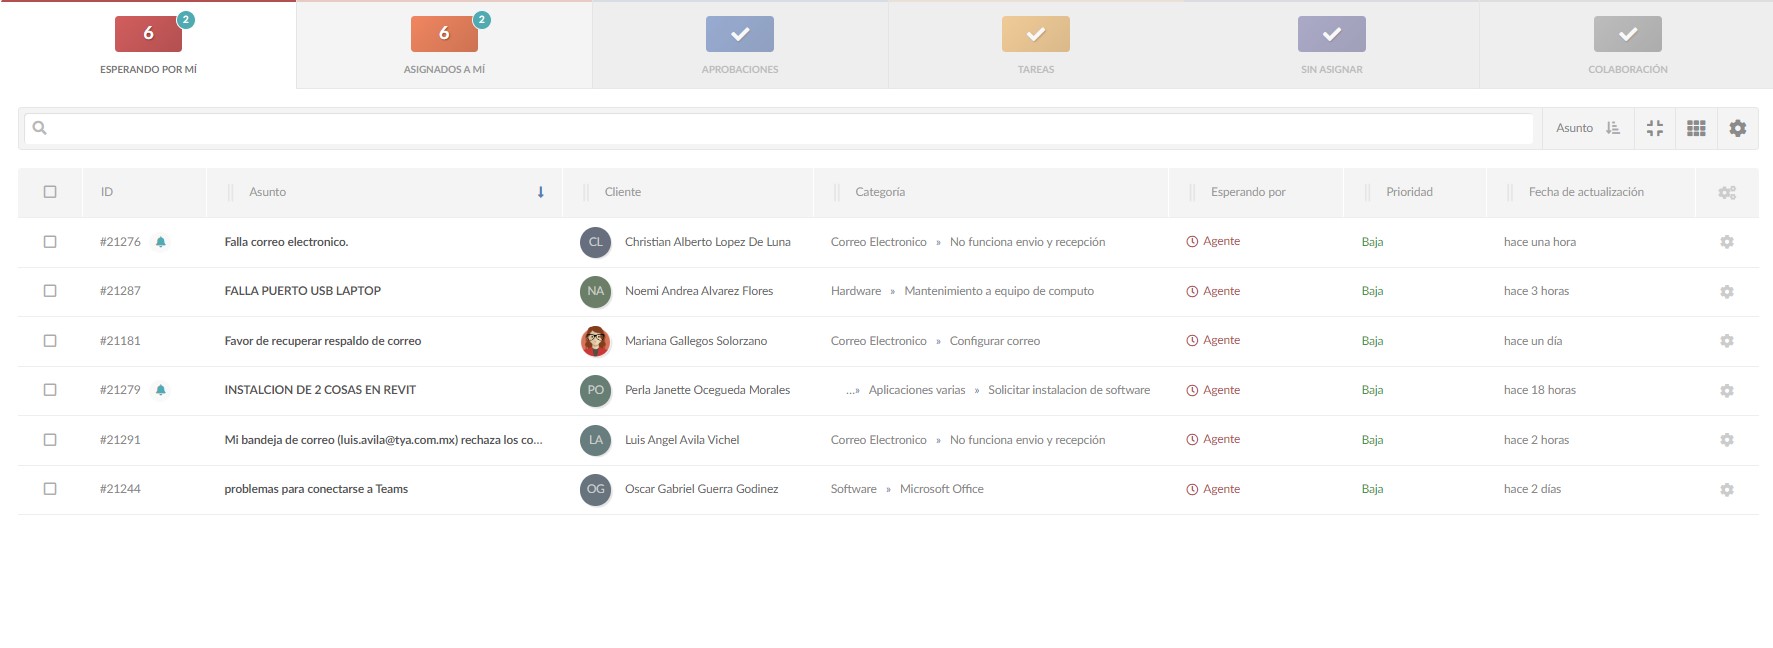 6 2 6 2
ESPERANDO POR MÍ ASIGNADOS A MÍ APROBACIONES TAREAS SIN ASIGNAR COLABORACIÓN
Asunto
ID Asunto Cliente Categoría Esperando por Prioridad Fecha de actualización
#21276 Falla correo electronico. CL Christian Alberto Lopez De Luna Correo Electronico » No funciona envio y recepción Agente Baja hace una hora
#21287 FALLA PUERTO USB LAPTOP NA Noemi Andrea Alvarez Flores Hardware » Mantenimiento a equipo de computo Agente Baja hace 3 horas
#21181 Favor de recuperar respaldo de correo Mariana Gallegos Solorzano Correo Electronico » Configurar correo Agente Baja hace un día
#21279 INSTALCION DE 2 COSAS EN REVIT PO Perla Janette Ocegueda Morales ...» Aplicaciones varias » Solicitar instalacion de software Agente Baja hace 18 horas
#21291 Mi bandeja de correo (luis.avila@tya.com.mx) rechaza los co... LA Luis Angel Avila Vichel Correo Electronico » No funciona envio y recepción Agente Baja hace 2 horas
#21244 problemas para conectarse a Teams OG Oscar Gabriel Guerra Godinez Software » Microsoft Office Agente Baja hace 2 días